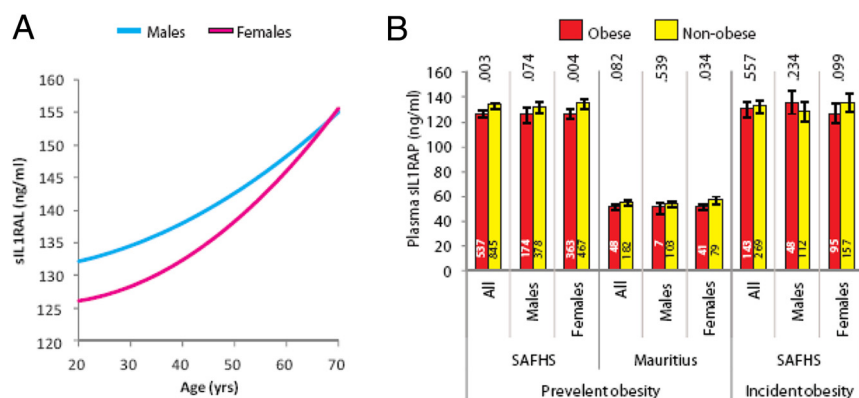 A
Males Females
sIL1RAL (ng/ml)
160
155
150
145
140
135
130
125
120
20 30 40 50 60 70
Age (yrs)
B
Obese Non-obese
.003 .074 .004 .082 .539 .034 .557 .234 .099
Plasma sIL1RAP (ng/ml)
160
140
120
100
80
60
40
20
0
537 845 174 378 363 467 48 182 7 103 41 79 143 269 48 112 95 157
All Males Females All Males Female All Males Females
SAFHS Mauritius SAFHS
Prevelent obesity Incident obesity